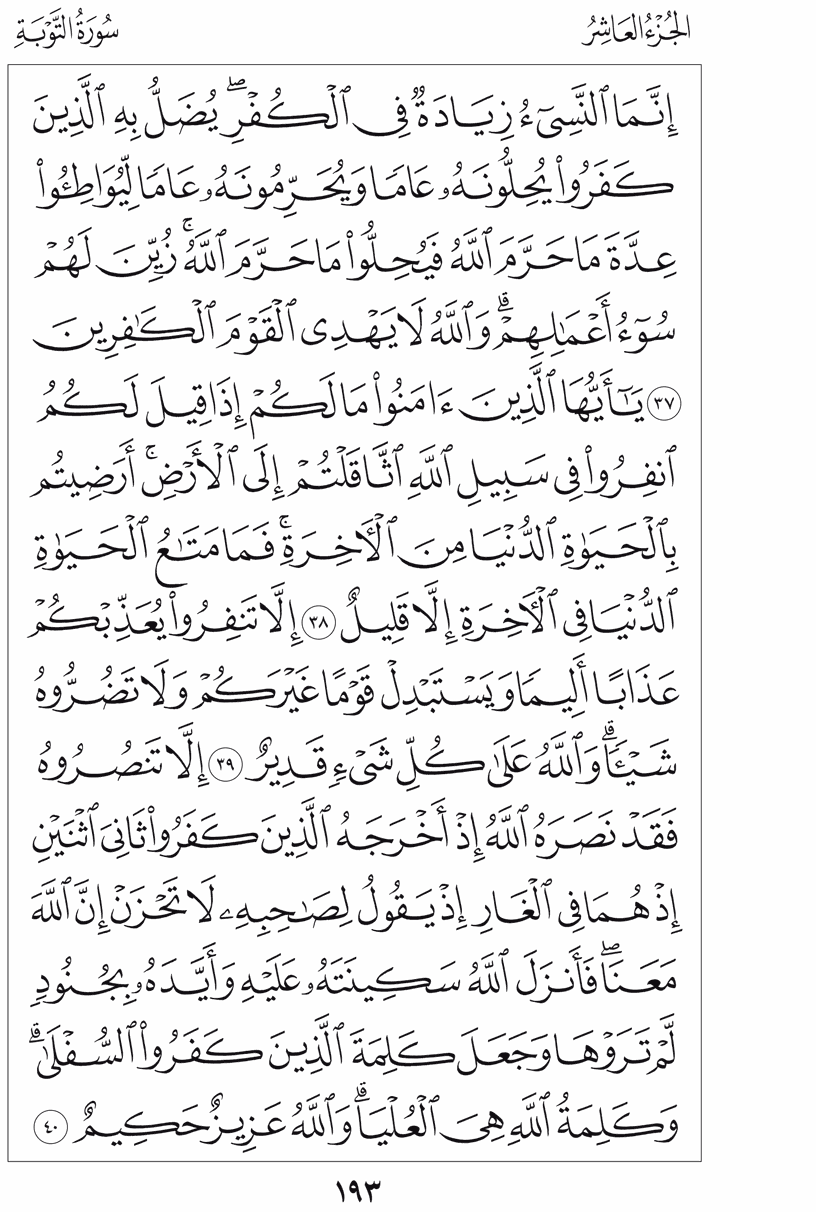 الجُزْءُ العَاشِرُ
سُورَةُ التَّوْبَةِ
إِنَّمَا ٱلنَّسِىٓءُ زِيَادَةٌ فِى ٱلْكُفْرِ ۖ يُضَلُّ بِهِ ٱلَّذِينَ
كَفَرُوا۟ يُحِلُّونَهُۥ عَامًا وَيُحَرِّمُونَهُۥ عَامًا لِّيُوَاطِـُٔوا۟
عِدَّةَ مَا حَرَّمَ ٱللَّهُ فَيُحِلُّوا۟ مَا حَرَّمَ ٱللَّهُ ۚ زُيِّنَ لَهُمْ
سُوٓءُ أَعْمَـٰلِهِمْ ۗ وَٱللَّهُ لَا يَهْدِى ٱلْقَوْمَ ٱلْكَـٰفِرِينَ
٣٧ يَـٰٓأَيُّهَا ٱلَّذِينَ ءَامَنُوا۟ مَا لَكُمْ إِذَا قِيلَ لَكُمُ
ٱنفِرُوا۟ فِى سَبِيلِ ٱللَّهِ ٱثَّاقَلْتُمْ إِلَى ٱلْأَرْضِ ۚ أَرَضِيتُم
بِٱلْحَيَوٰةِ ٱلدُّنْيَا مِنَ ٱلْـَٔاخِرَةِ ۚ فَمَا مَتَـٰعُ ٱلْحَيَوٰةِ
ٱلدُّنْيَا فِى ٱلْـَٔاخِرَةِ إِلَّا قَلِيلٌ ٣٨ إِلَّا تَنفِرُوا۟ يُعَذِّبْكُمْ
عَذَابًا أَلِيمًا وَيَسْتَبْدِلْ قَوْمًا غَيْرَكُمْ وَلَا تَضُرُّوهُ
شَيْـًٔا ۗ وَٱللَّهُ عَلَىٰ كُلِّ شَىْءٍ قَدِيرٌ ٣٩ إِلَّا تَنصُرُوهُ
فَقَدْ نَصَرَهُ ٱللَّهُ إِذْ أَخْرَجَهُ ٱلَّذِينَ كَفَرُوا۟ ثَانِىَ ٱثْنَيْنِ
إِذْ هُمَا فِى ٱلْغَارِ إِذْ يَقُولُ لِصَـٰحِبِهِۦ لَا تَحْزَنْ إِنَّ ٱللَّهَ
مَعَنَا ۖ فَأَنزَلَ ٱللَّهُ سَكِينَتَهُۥ عَلَيْهِ وَأَيَّدَهُۥ بِجُنُودٍ
لَّمْ تَرَوْهَا وَجَعَلَ كَلِمَةَ ٱلَّذِينَ كَفَرُوا۟ ٱلسُّفْلَىٰ ۗ
وَكَلِمَةُ ٱللَّهِ هِىَ ٱلْعُلْيَا ۗ وَٱللَّهُ عَزِيزٌ حَكِيمٌ ٤٠
١٩٣